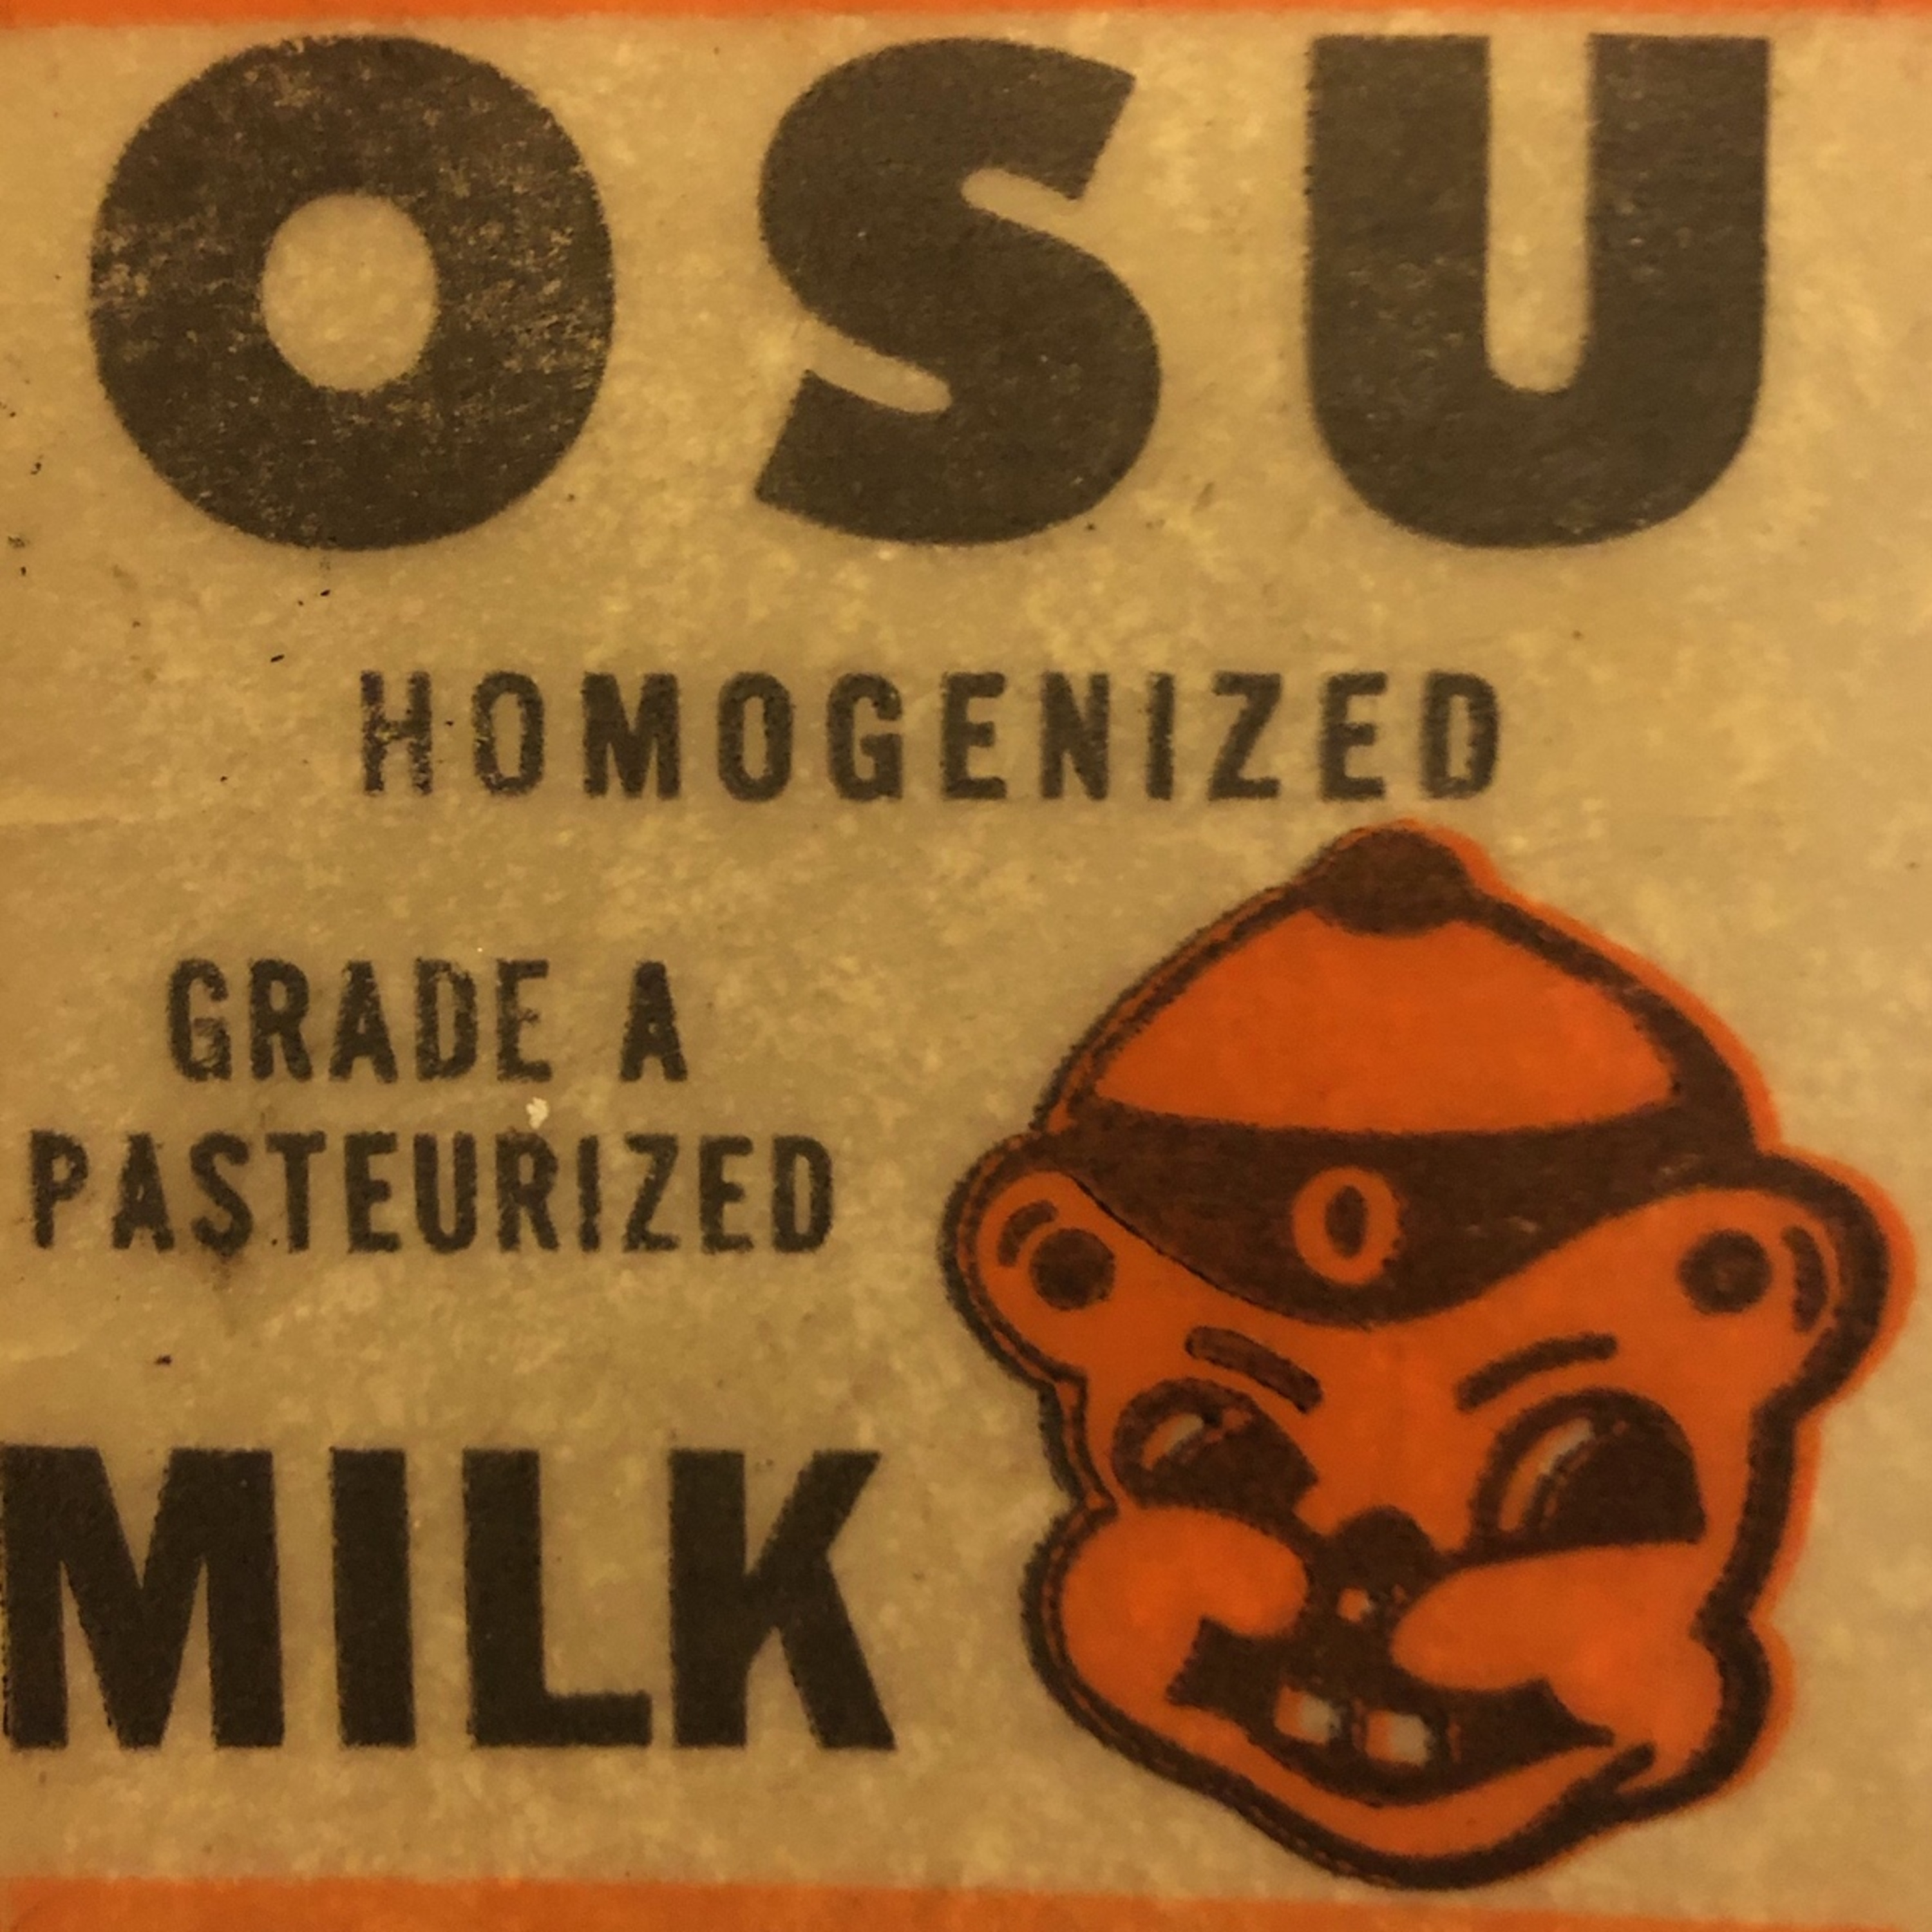 OSU
HOMOGENIZED
GRADE A
PASTEURIZED
O
MILK